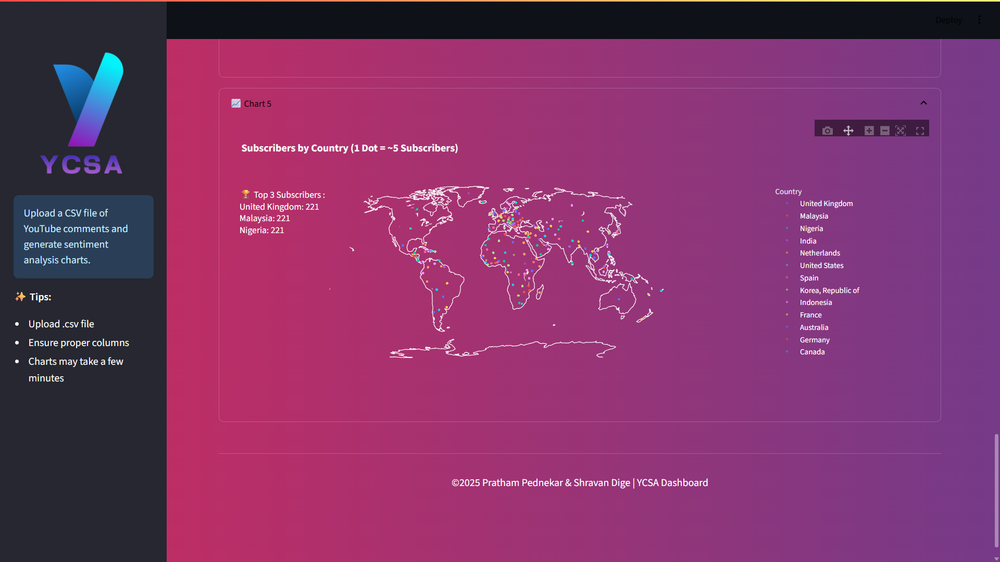 Deploy
YCSA
Upload a CSV file of
YouTube comments and
generate sentiment
analysis charts.
✨ Tips:
• Upload .csv file
• Ensure proper columns
• Charts may take a few
minutes
📈 Chart 5
Subscribers by Country (1 Dot = ~5 Subscribers)
🏆 Top 3 Subscribers :
United Kingdom: 221
Malaysia: 221
Nigeria: 221
Country
United Kingdom
Malaysia
Nigeria
India
Netherlands
United States
Spain
Korea, Republic of
Indonesia
France
Australia
Germany
Canada
©2025 Pratham Pednekar & Shravan Dige | YCSA Dashboard